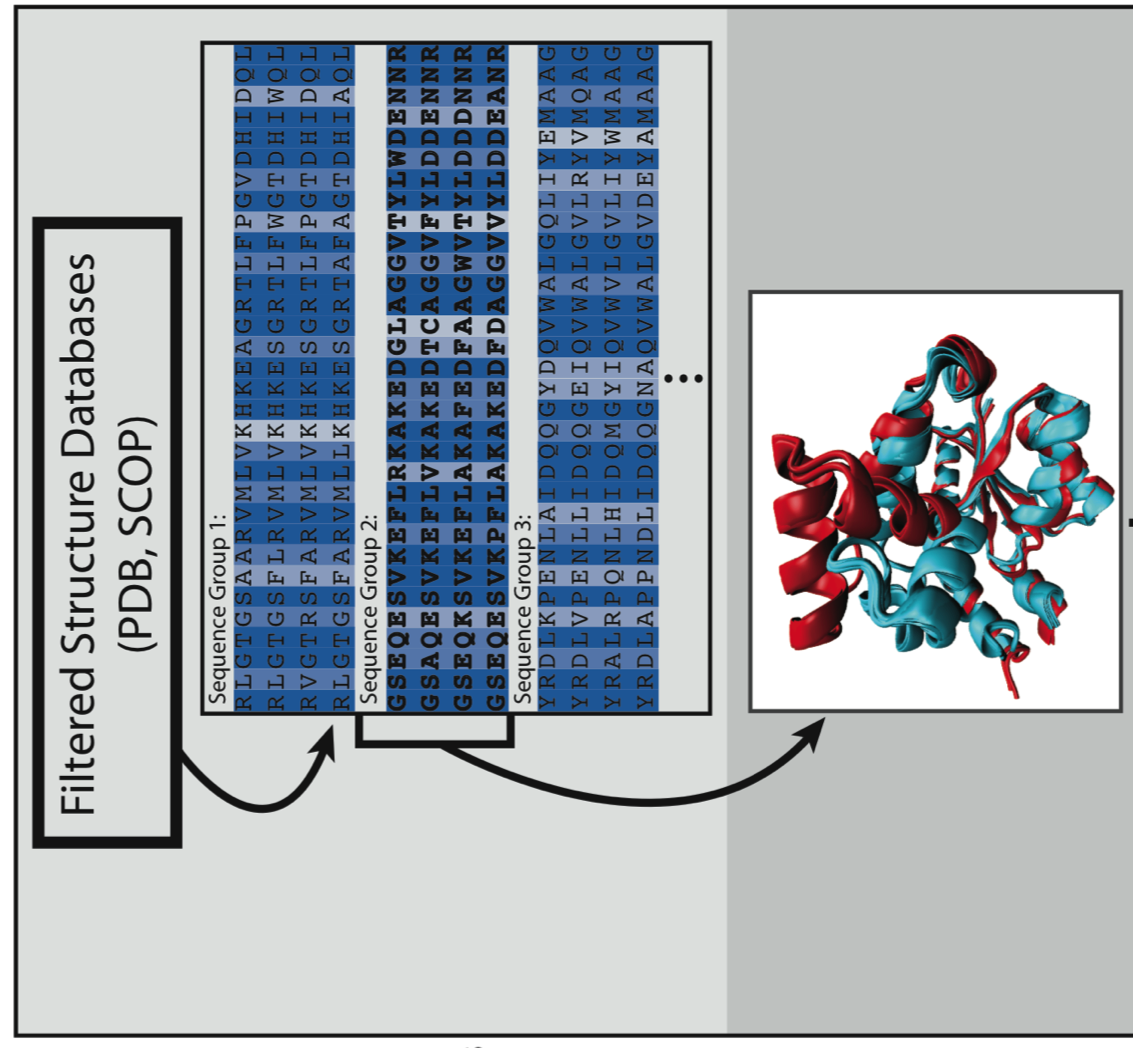 Filtered Structure Databases
(PDB, SCOP)
Sequence Group 1:
RLGTGSAARVMLVKHKEAGRTLFPGVDHIDQL
RLGTGSFLRVMLVKHKESGRTLFWGTDHIWQL
RVGTRSFARVMLVKHKESGRTLFPGTDHIDQL
RLGTGSFARVMLLKHKESGRTAFAGTDHIAQL
Sequence Group 2:
GSEQESVKEFLRKAKEDGLAGGVTYLWDENNR
GSAQESVKEFLVKAKEDTCAGGVFYLDDENNR
GSEQKSVKEFLAKAFEDFAAGWVTYLDDDNNR
GSEQESVKPFLAKAKEDFDAGGVVYLDDEANR
Sequence Group 3:
YRDLKPENLAIDQQGYDQVWALGQLIYEMAAG
YRDLVPENLLIDQQGEIQVWALGVLRYVMQAG
YRALRPQNLHIDQMGYIQVWVLGVLIYWMAAG
YRDLAPPNDLIDQQGNAQVWALGVDEYAMAAG
...